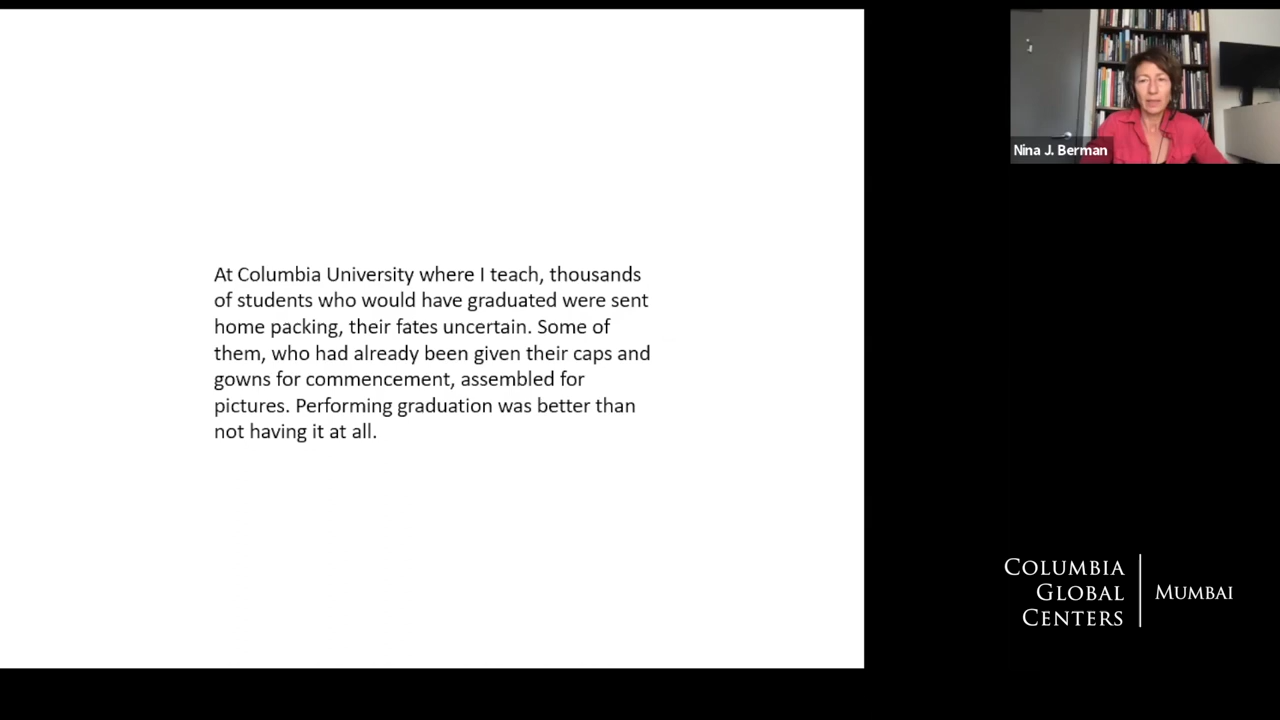 At Columbia University where I teach, thousands
of students who would have graduated were sent
home packing, their fates uncertain. Some of
them, who had already been given their caps and
gowns for commencement, assembled for
pictures. Performing graduation was better than
not having it at all.
Nina J. Berman
COLUMBIA
GLOBAL
CENTERS
MUMBAI